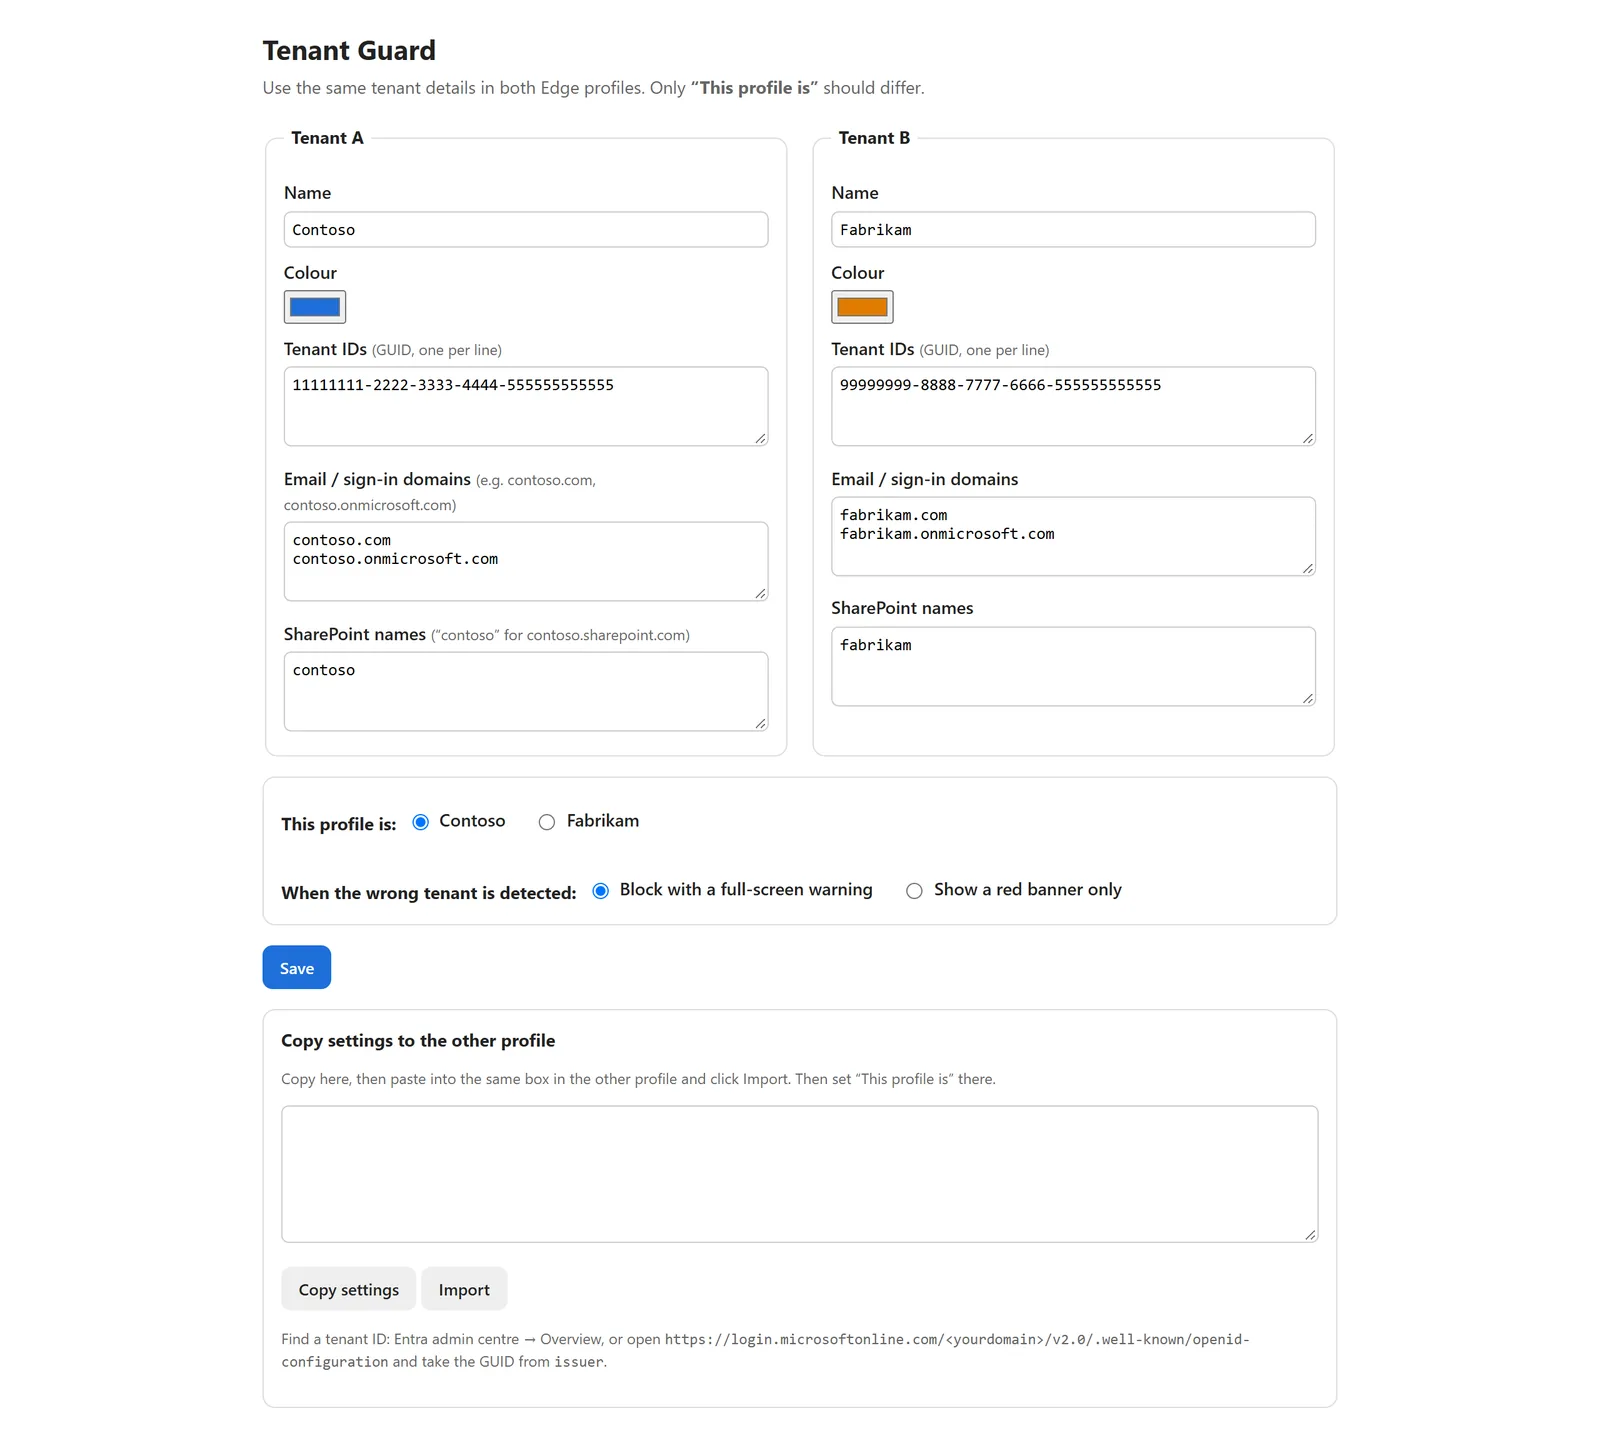 Tenant Guard
Use the same tenant details in both Edge profiles. Only “This profile is” should differ.
Tenant A
Name
Contoso
Colour
Tenant IDs (GUID, one per line)
11111111-2222-3333-4444-555555555555
Email / sign-in domains (e.g. contoso.com,
contoso.onmicrosoft.com)
contoso.com
contoso.onmicrosoft.com
SharePoint names (“contoso” for contoso.sharepoint.com)
contoso
Tenant B
Name
Fabrikam
Colour
Tenant IDs (GUID, one per line)
99999999-8888-7777-6666-555555555555
Email / sign-in domains
fabrikam.com
fabrikam.onmicrosoft.com
SharePoint names
fabrikam
This profile is: Contoso Fabrikam
When the wrong tenant is detected: Block with a full-screen warning Show a red banner only
Save
Copy settings to the other profile
Copy here, then paste into the same box in the other profile and click Import. Then set “This profile is” there.
Copy settings Import
Find a tenant ID: Entra admin centre → Overview, or open https://login.microsoftonline.com/<yourdomain>/v2.0/.well-known/openid-
configuration and take the GUID from issuer.